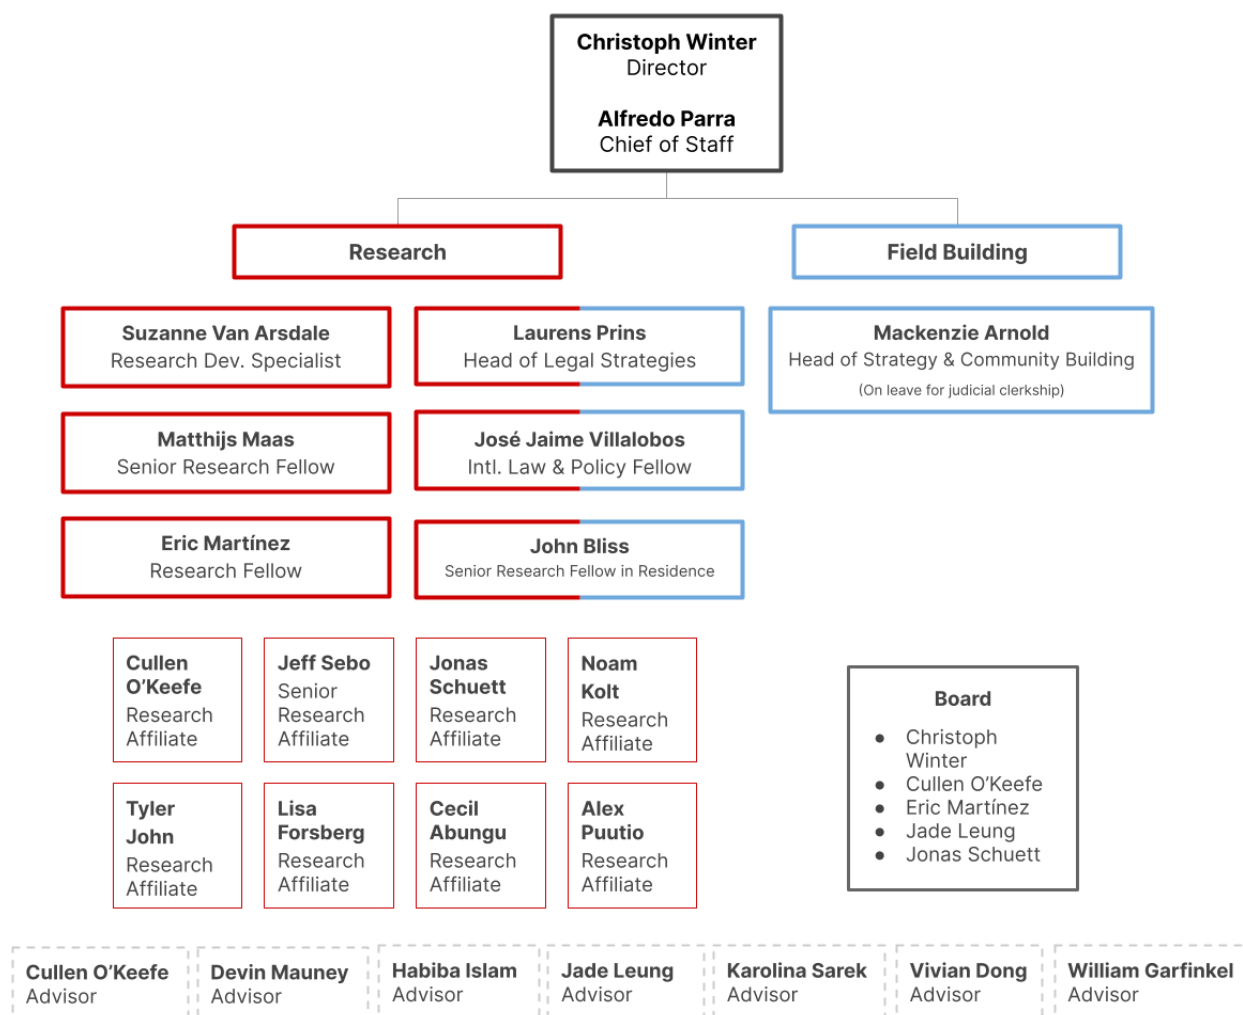 Christoph Winter
Director
Alfredo Parra
Chief of Staff
Research
Field Building
Suzanne Van Arsdale
Research Dev. Specialist
Laurens Prins
Head of Legal Strategies
Mackenzie Arnold
Head of Strategy & Community Building
(On leave for judicial clerkship)
Matthijs Maas
Senior Research Fellow
José Jaime Villalobos
Intl. Law & Policy Fellow
Eric Martínez
Research Fellow
John Bliss
Senior Research Fellow in Residence
Cullen
O’Keefe
Research
Affiliate
Jeff Sebo
Senior
Research
Affiliate
Jonas
Schuett
Research
Affiliate
Noam
Kolt
Research
Affiliate
Tyler
John
Research
Affiliate
Lisa
Forsberg
Research
Affiliate
Cecil
Abungu
Research
Affiliate
Alex
Puutio
Research
Affiliate
Board
● Christoph
Winter
● Cullen O’Keefe
● Eric Martínez
● Jade Leung
● Jonas Schuett
Cullen O’Keefe
Advisor
Devin Mauney
Advisor
Habiba Islam
Advisor
Jade Leung
Advisor
Karolina Sarek
Advisor
Vivian Dong
Advisor
William Garfinkel
Advisor